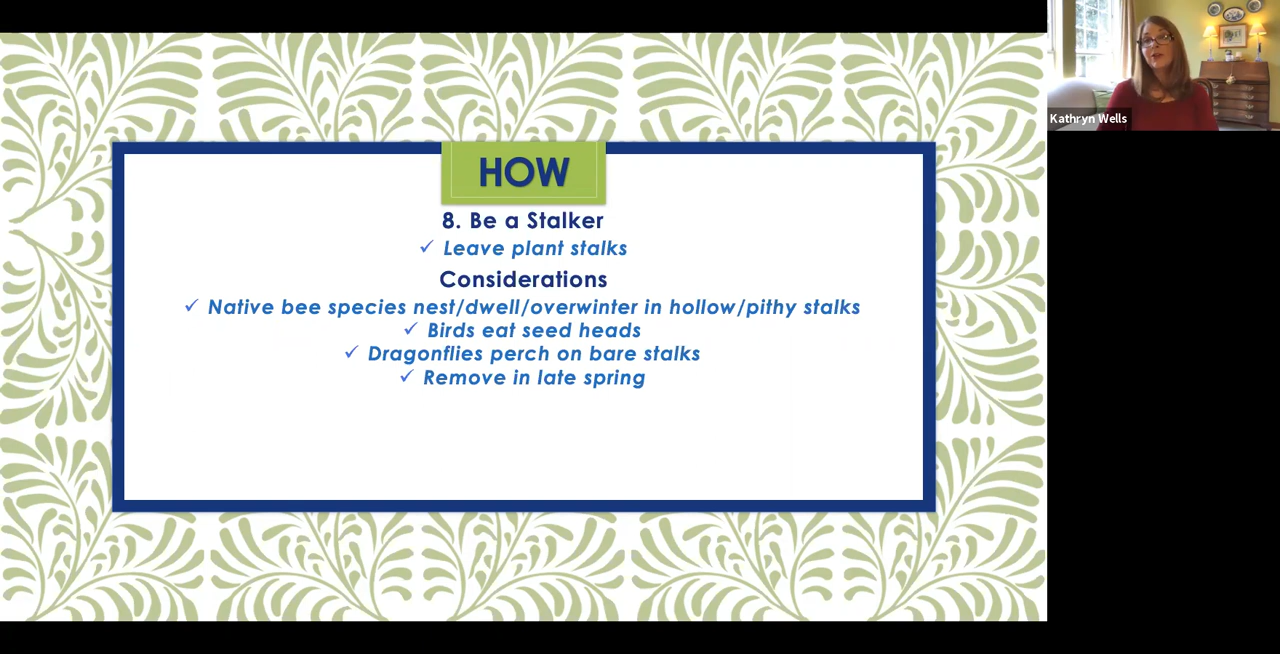 HOW
8. Be a Stalker
✓ Leave plant stalks
Considerations
✓ Native bee species nest/dwell/overwinter in hollow/pithy stalks
✓ Birds eat seed heads
✓ Dragonflies perch on bare stalks
✓ Remove in late spring
Kathryn Wells